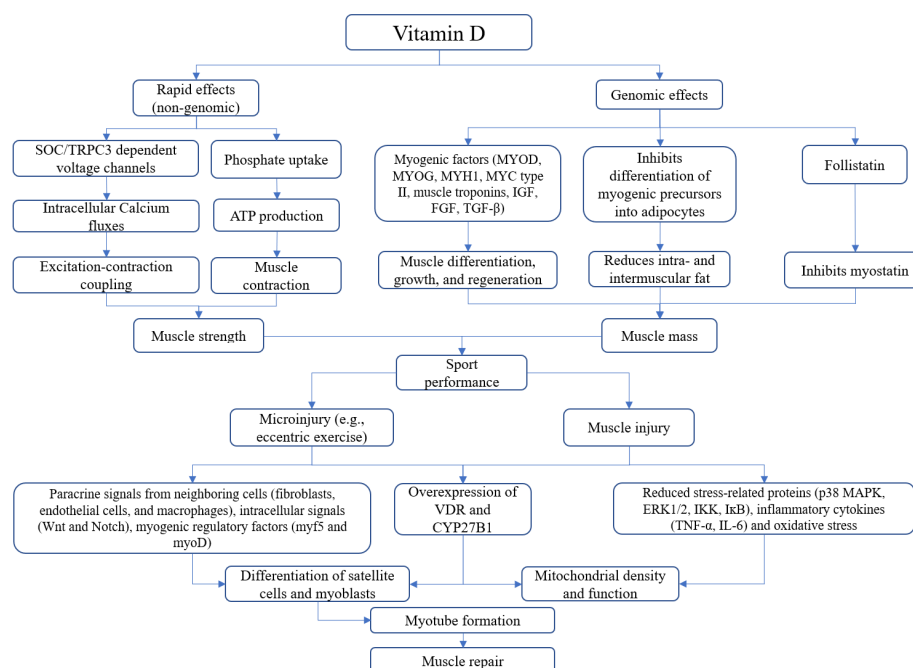 Vitamin D
Rapid effects
(non-genomic)
Genomic effects
SOC/TRPC3 dependent
voltage channels
Phosphate uptake
Myogenic factors (MYOD,
MYOG, MYH1, MYC type
II, muscle troponins, IGF,
FGF, TGF-β)
Inhibits
differentiation of
myogenic precursors
into adipocytes
Follistatin
Intracellular Calcium
fluxes
ATP production
Excitation-contraction
coupling
Muscle
contraction
Muscle differentiation,
growth, and regeneration
Reduces intra- and
intermuscular fat
Inhibits myostatin
Muscle strength
Muscle mass
Sport
performance
Microinjury (e.g.,
eccentric exercise)
Muscle injury
Paracrine signals from neighboring cells (fibroblasts,
endothelial cells, and macrophages), intracellular signals
(Wnt and Notch), myogenic regulatory factors (myf5 and
myoD)
Overexpression of
VDR and
CYP27B1
Reduced stress-related proteins (p38 MAPK,
ERK1/2, IKK, IκB), inflammatory cytokines
(TNF-α, IL-6) and oxidative stress
Differentiation of satellite
cells and myoblasts
Mitochondrial density
and function
Myotube formation
Muscle repair